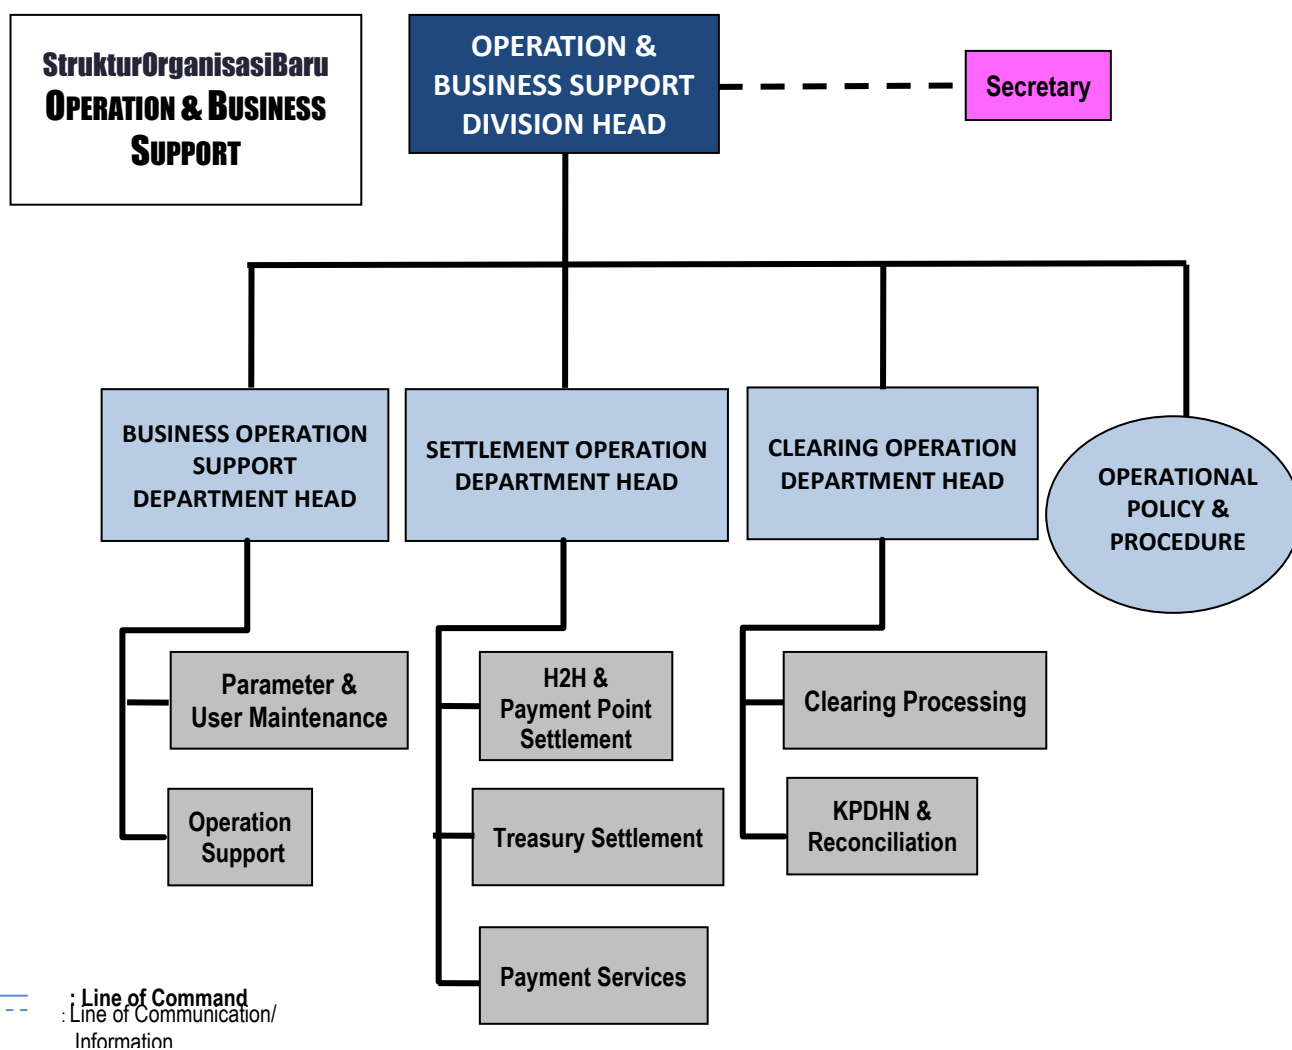 StrukturOrganisasiBaru
OPERATION & BUSINESS
SUPPORT
OPERATION &
BUSINESS SUPPORT
DIVISION HEAD
Secretary
BUSINESS OPERATION
SUPPORT
DEPARTMENT HEAD
SETTLEMENT OPERATION
DEPARTMENT HEAD
CLEARING OPERATION
DEPARTMENT HEAD
OPERATIONAL
POLICY &
PROCEDURE
Parameter &
User Maintenance
Operation
Support
H2H &
Payment Point
Settlement
Treasury Settlement
Payment Services
Clearing Processing
KPDHN &
Reconciliation
: Line of Command
: Line of Communication/
Information